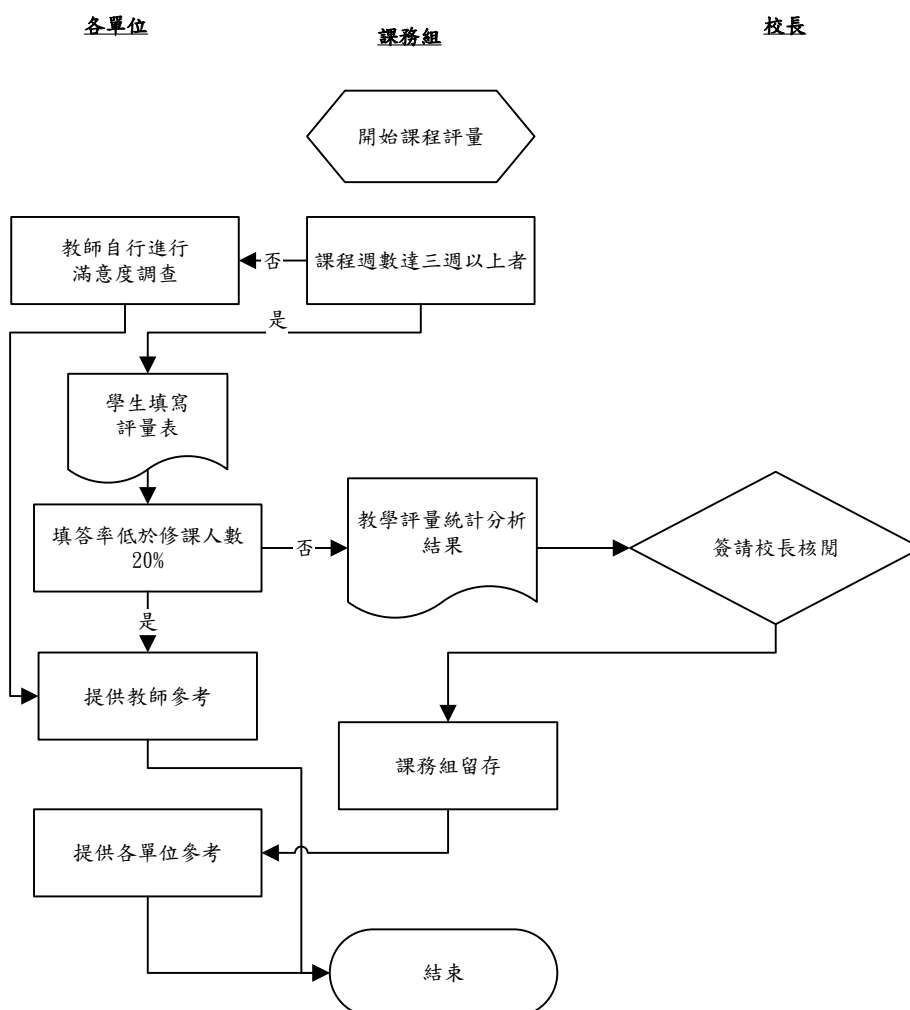 各單位
課務組
校長
開始課程評量
教師自行進行
滿意度調查
否
課程週數達三週以上者
是
學生填寫
評量表
填答率低於修課人數
20%
否
教學評量統計分析
結果
簽請校長核閱
是
提供教師參考
課務組留存
提供各單位參考
結束